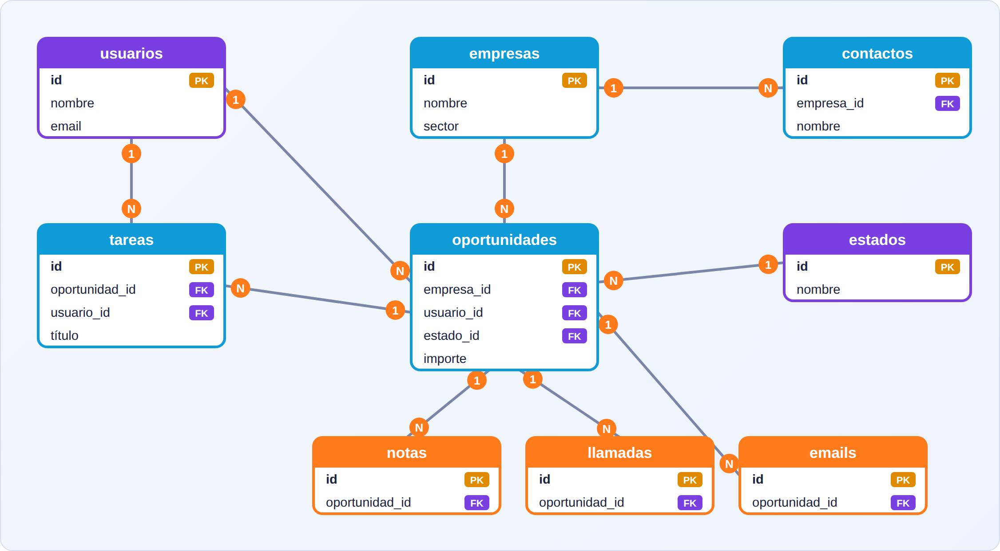 usuarios
id PK
nombre
email
empresas
id PK
nombre
sector
contactos
id PK
empresa_id FK
nombre
1
1
N
1
1
N
N
tareas
id PK
oportunidad_id FK
usuario_id FK
título
N
1
N
oportunidades
id PK
empresa_id FK
usuario_id FK
estado_id FK
importe
N
1
1
estados
id PK
nombre
1
1
N
N
N
notas
id PK
oportunidad_id FK
llamadas
id PK
oportunidad_id FK
emails
id PK
oportunidad_id FK